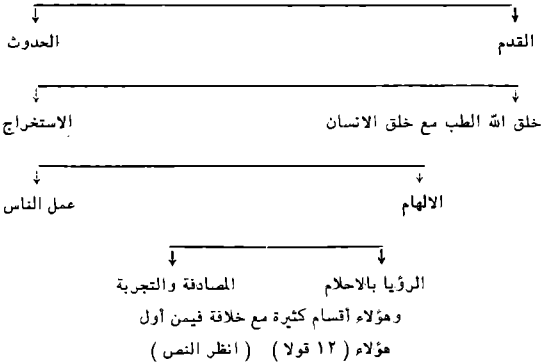 القدم الحدوث
خلق الله الطب مع خلق الانسان الاستخراج
الالهام عمل الناس
الرؤيا بالاحلام المصادفة والتجربة
وهؤلاء أقسام كثيرة مع خلافة فيمن أول
هؤلاء ( ١٢ قولا ) ( انظر النص )